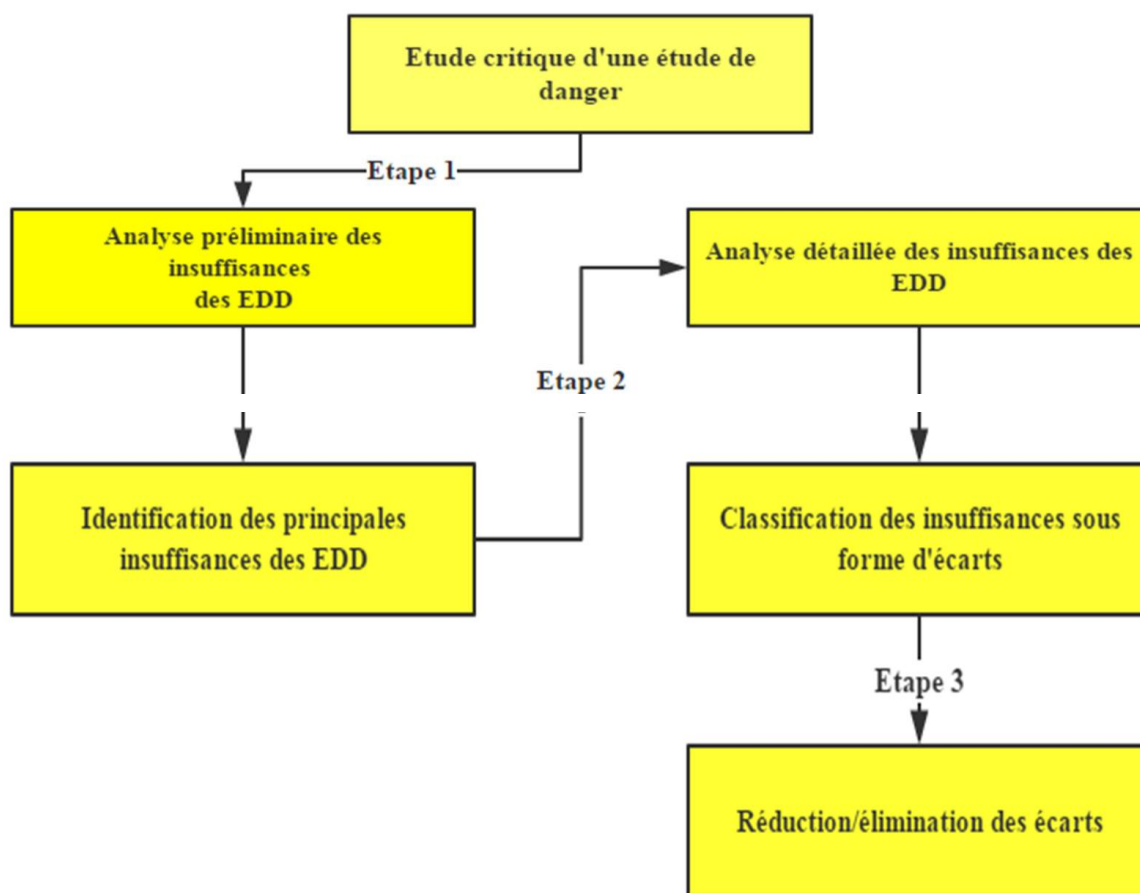 Etude critique d'une étude de
danger
Etape 1
Analyse préliminaire des
insuffisances
des EDD
Identification des principales
insuffisances des EDD
Etape 2
Analyse détaillée des insuffisances des
EDD
Classification des insuffisances sous
forme d'écarts
Etape 3
Réduction/élimination des écarts